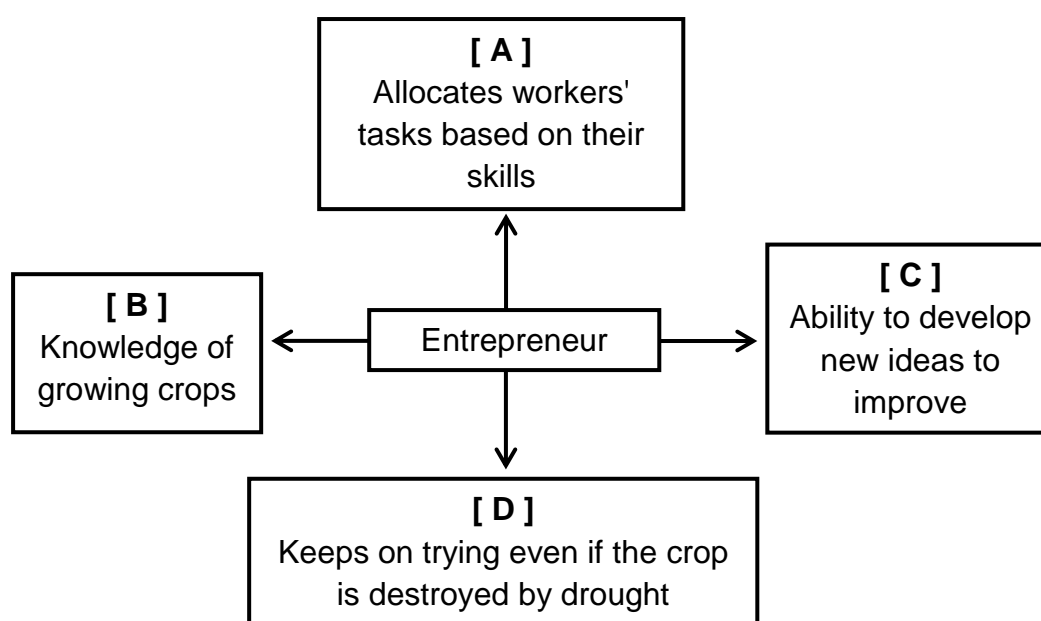 [ A ]
Allocates workers'
tasks based on their
skills
[ B ]
Knowledge of
growing crops
Entrepreneur
[ C ]
Ability to develop
new ideas to
improve
[ D ]
Keeps on trying even if the crop
is destroyed by drought